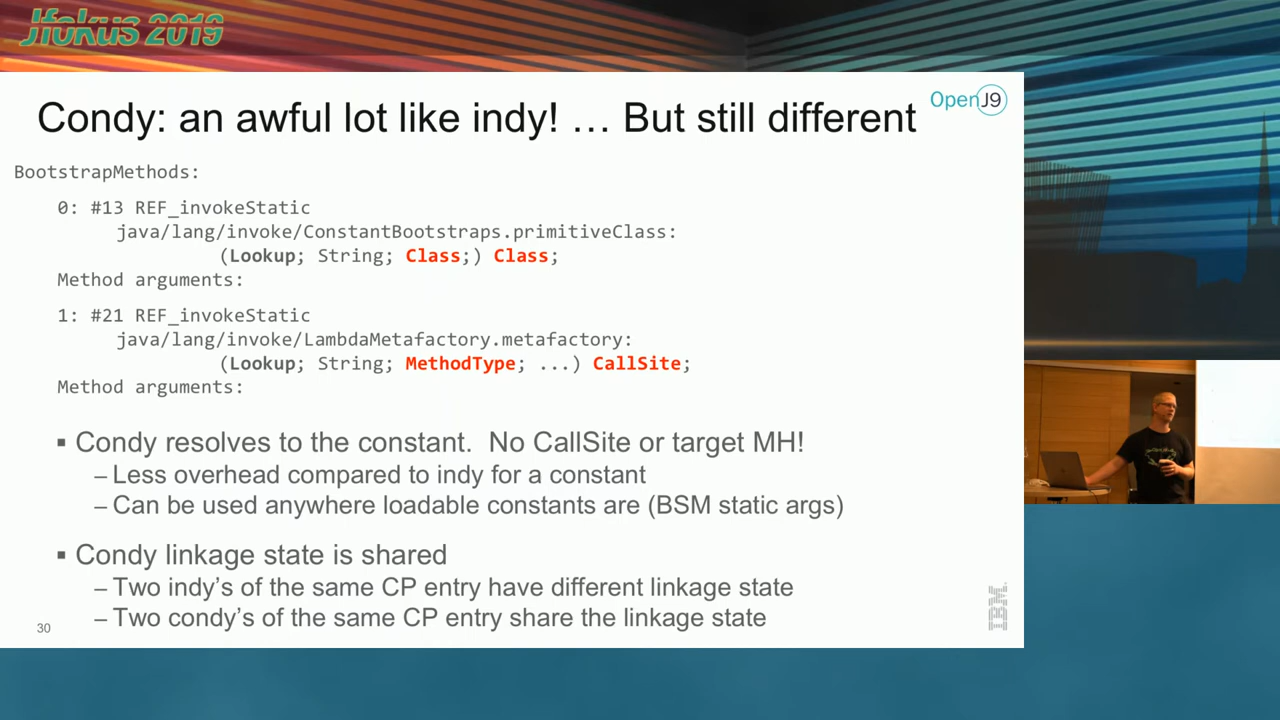 Jfokus 2019
Condy: an awful lot like indy! … But still different
OpenJ9
BootstrapMethods:
0: #13 REF_invokeStatic
java/lang/invoke/ConstantBootstraps.primitiveClass:
(Lookup; String; Class;) Class;
Method arguments:
1: #21 REF_invokeStatic
java/lang/invoke/LambdaMetafactory.metafactory:
(Lookup; String; MethodType; ...) CallSite;
Method arguments:
▪ Condy resolves to the constant. No CallSite or target MH!
– Less overhead compared to indy for a constant
– Can be used anywhere loadable constants are (BSM static args)
▪ Condy linkage state is shared
– Two indy's of the same CP entry have different linkage state
– Two condy's of the same CP entry share the linkage state
30
IBM